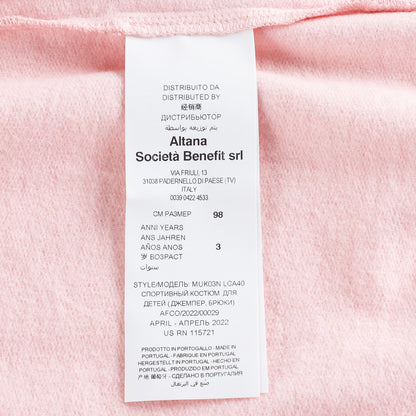 DISTRIBUITO DA
DISTRIBUTED BY
经销商
ДИСТРИБЬЮТОР
يتم توزيعه بواسطة
Altana
Società Benefit srl
VIA FRIULI, 13
31038 PADERNELLO DI PAESE (TV)
ITALY
0039 0422 4533
CM РАЗМЕР 98
ANNI YEARS
ANS JAHREN
AÑOS ANOS 3
岁 ВОЗРАСТ
سنوات
STYLE/МОДЕЛЬ: MUK03N LCA40
СПОРТИВНЫЙ КОСТЮМ ДЛЯ
ДЕТЕЙ ( ДЖЕМПЕР, БРЮКИ)
AFCO/2022/00029
APRIL - АПРЕЛЬ 2022
US RN 115721
PRODOTTO IN PORTOGALLO - MADE IN
PORTUGAL - FABRIQUE EN PORTUGAL
HERGESTELLT IN PORTUGAL - HECHO EN
PORTUGAL - PRODUZIDO EM PORTUGAL
产地 葡萄牙 - СДЕЛАНО В ПОРТУГАЛИЯ
صنع في البرتغال